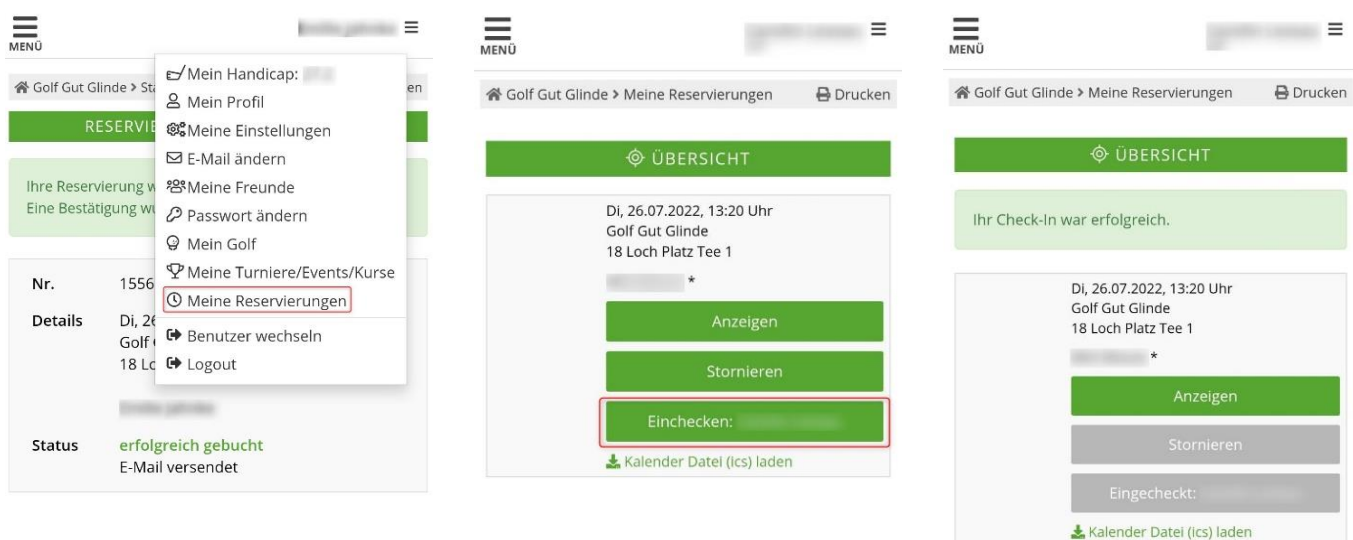 MENÜ
Golf Gut Glinde > Sta
en
RESERVIE
Ihre Reservierung w
Eine Bestätigung wu
Nr. 1556
Details Di, 26
Golf
18 Lo
Status erfolgreich gebucht
E-Mail versendet
Mein Handicap:
Mein Profil
Meine Einstellungen
E-Mail ändern
Meine Freunde
Passwort ändern
Mein Golf
Meine Turniere/Events/Kurse
Meine Reservierungen
Benutzer wechseln
Logout
MENÜ
Golf Gut Glinde > Meine Reservierungen Drucken
ÜBERSICHT
Di, 26.07.2022, 13:20 Uhr
Golf Gut Glinde
18 Loch Platz Tee 1
*
Anzeigen
Stornieren
Einchecken:
Kalender Datei (ics) laden
MENÜ
Golf Gut Glinde > Meine Reservierungen Drucken
ÜBERSICHT
Ihr Check-In war erfolgreich.
Di, 26.07.2022, 13:20 Uhr
Golf Gut Glinde
18 Loch Platz Tee 1
*
Anzeigen
Stornieren
Eingecheckt:
Kalender Datei (ics) laden